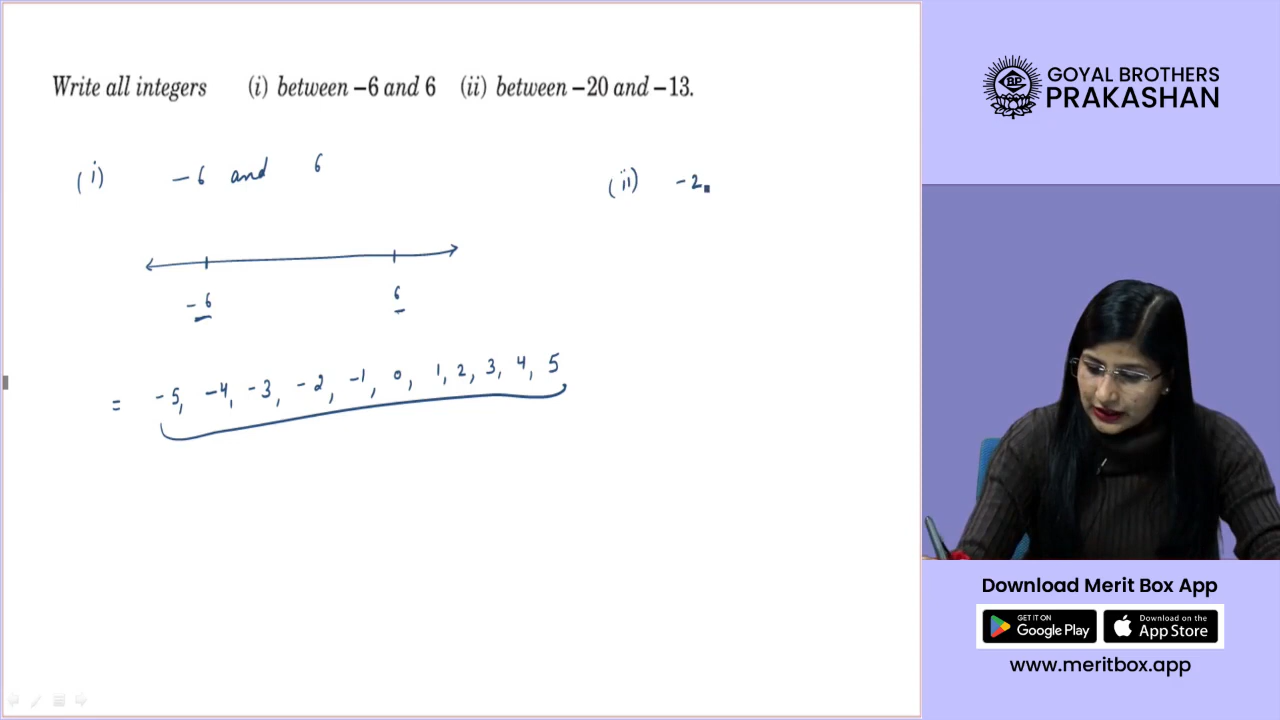 Write all integers (i) between −6 and 6 (ii) between −20 and −13.
(i) −6 and 6
(ii) -2
-6 6
= -5, -4, -3, -2, -1, 0, 1, 2, 3, 4, 5
GOYAL BROTHERS
PRAKASHAN
GBP
Download Merit Box App
GET IT ON
Google Play
Download on the
App Store
www.meritbox.app